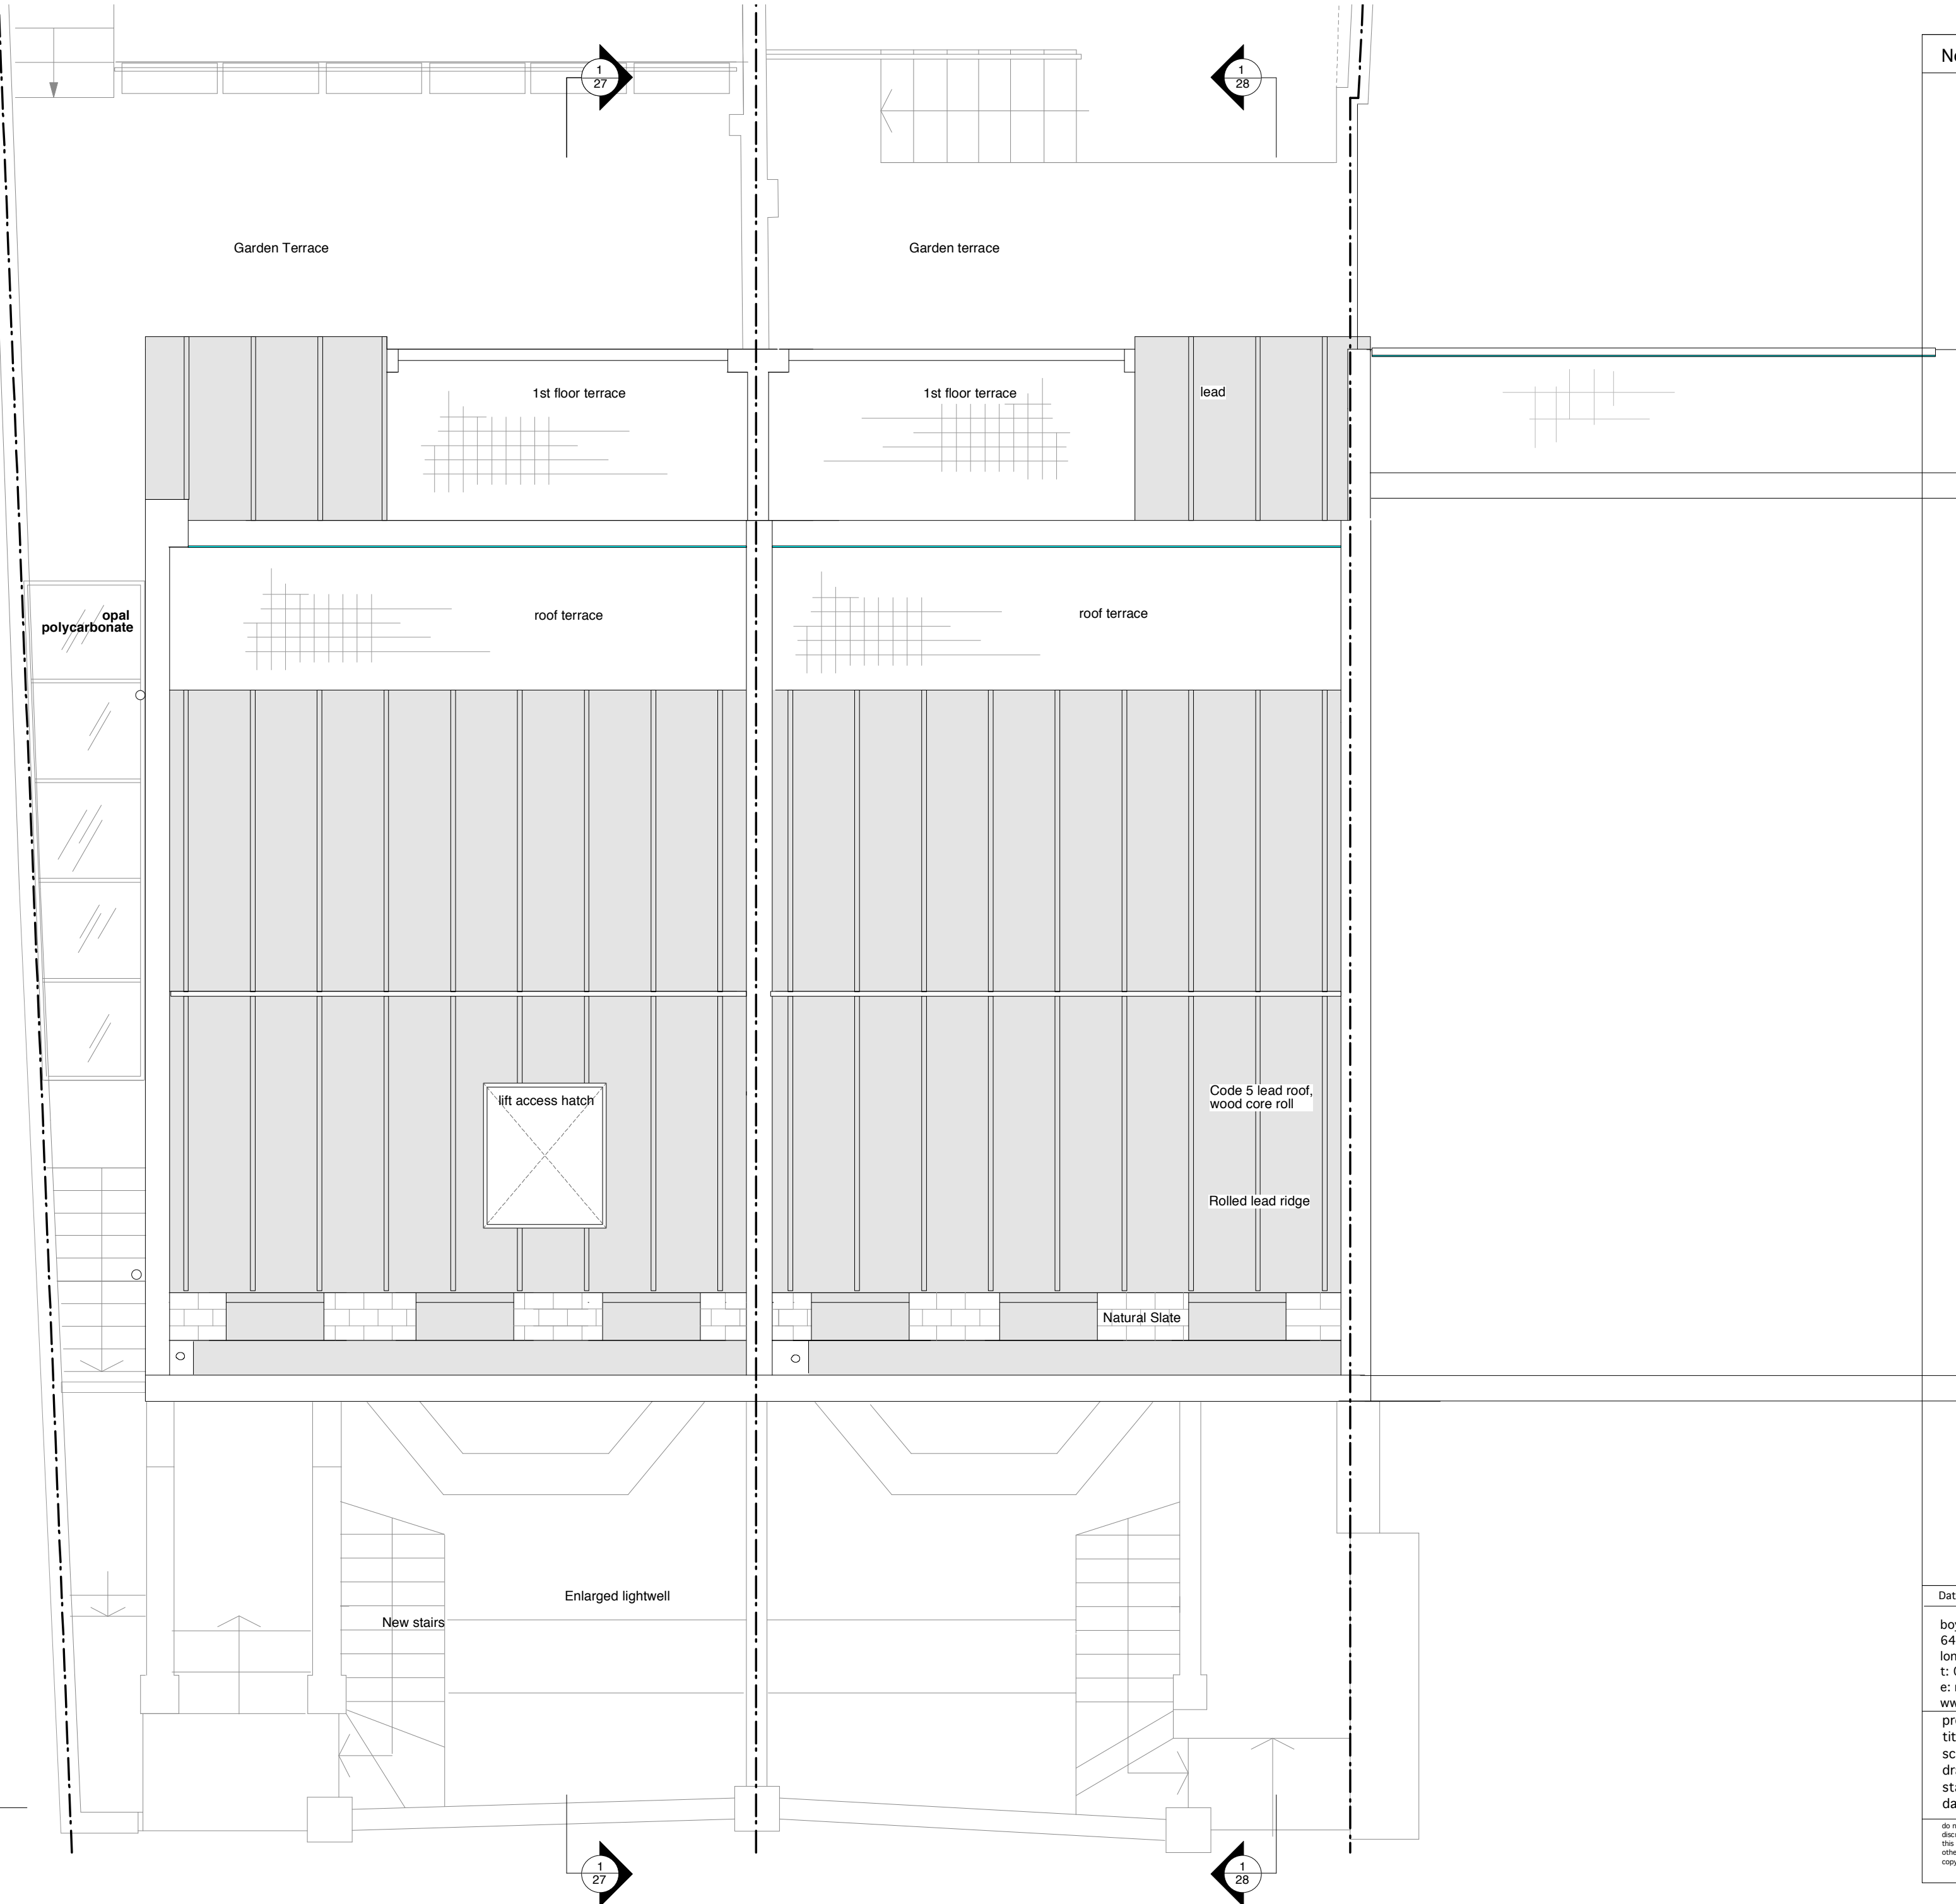 1
27
1
28
Garden Terrace
Garden terrace
1st floor terrace
1st floor terrace
lead
roof terrace
roof terrace
opal
polycarbonate
lift access hatch
Code 5 lead roof,
wood core roll
Rolled lead ridge
Natural Slate
Enlarged lightwell
New stairs
1
27
1
28